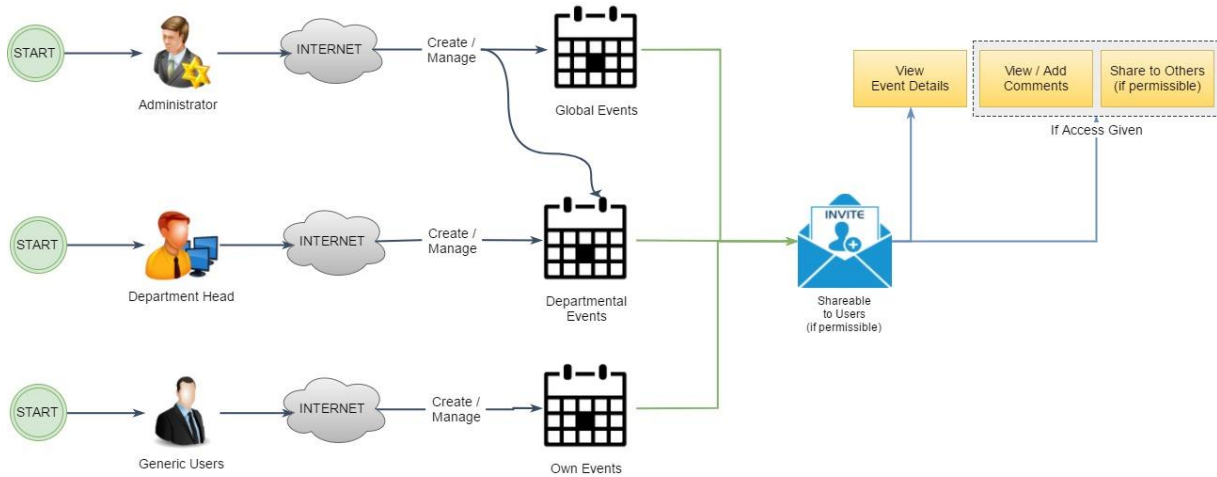 START
Administrator
INTERNET
Create /
Manage
Global Events
View
Event Details
View / Add
Comments
Share to Others
(if permissible)
If Access Given
START
Department Head
INTERNET
Create /
Manage
Departmental
Events
INVITE
Shareable
to Users
(if permissible)
START
Generic Users
INTERNET
Create /
Manage
Own Events